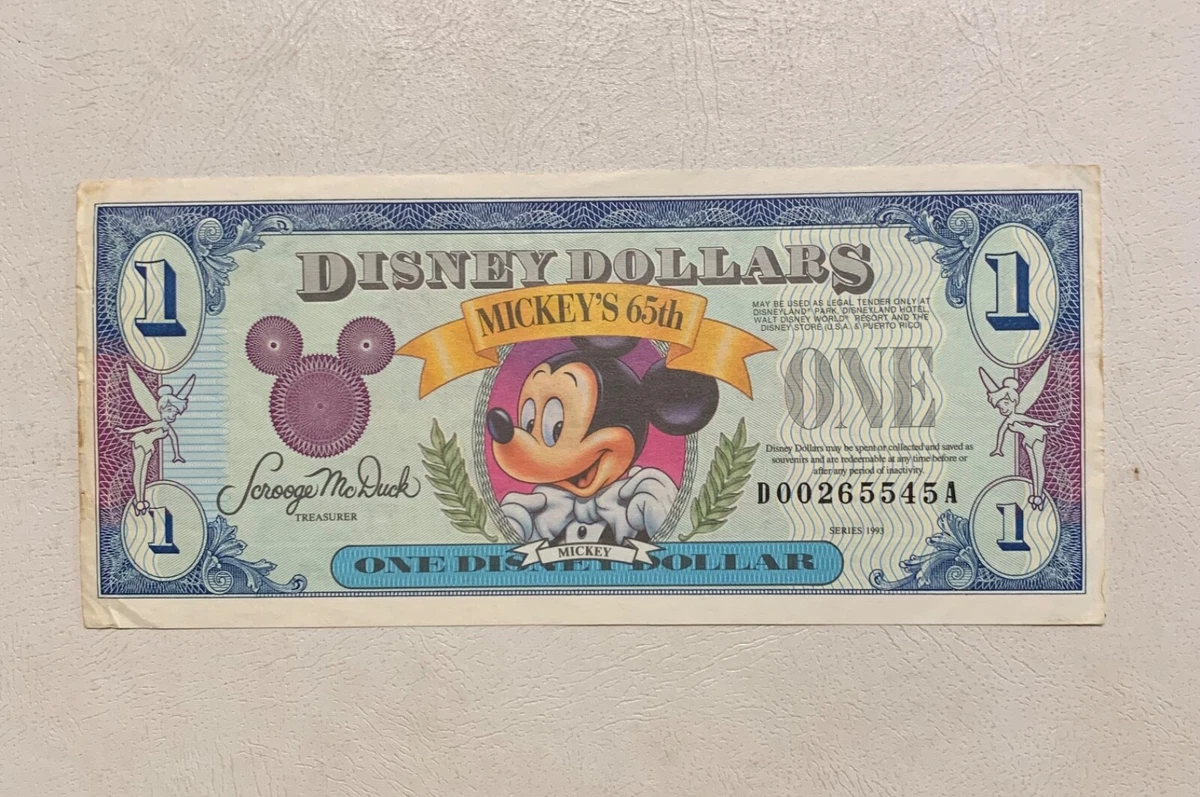 DISNEY DOLLARS
1
1
MICKEY'S 65th
MAY BE USED AS LEGAL TENDER ONLY AT
DISNEYLAND® PARK, DISNEYLAND HOTEL,
WALT DISNEY WORLD® RESORT AND THE
DISNEY STORE (U.S.A. & PUERTO RICO)
ONE
Disney Dollars may be spent or collected and saved as
souvenirs and are redeemable at any time before or
after any period of inactivity.
Scrooge McDuck
TREASURER
D00265545A
SERIES 1993
1
1
MICKEY
ONE DISNEY DOLLAR